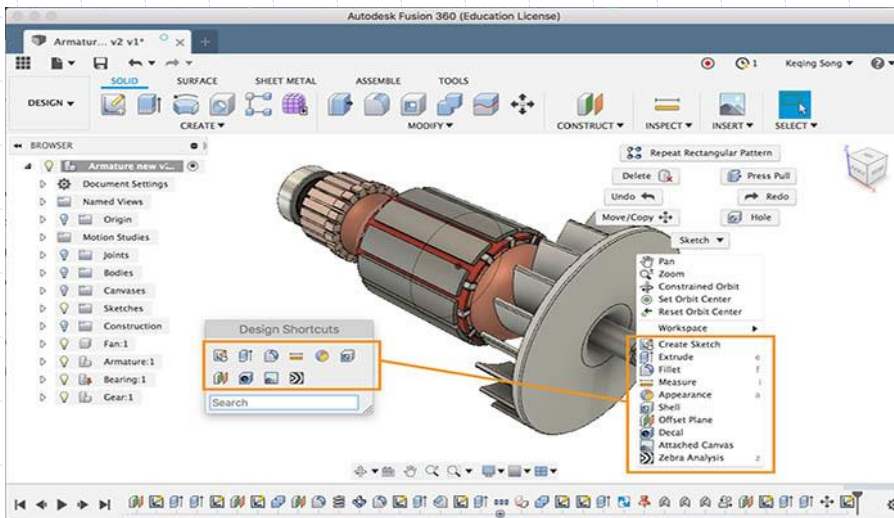 Autodesk Fusion 360 (Education License)
Armatur... v2 v1*
1 Keqing Song
SOLID SURFACE SHEET METAL ASSEMBLE TOOLS
DESIGN
CREATE MODIFY CONSTRUCT INSPECT INSERT SELECT
BROWSER
Armature new v...
Document Settings
Named Views
Origin
Motion Studies
Joints
Bodies
Canvases
Sketches
Construction
Fan:1
Armature:1
Bearing:1
Gear:1
Design Shortcuts
Search
Repeat Rectangular Pattern
Delete Press Pull
Undo Redo
Move/Copy Hole
Sketch
Pan
Zoom
Constrained Orbit
Set Orbit Center
Reset Orbit Center
Workspace
Create Sketch
Extrude e
Fillet f
Measure i
Appearance a
Shell
Offset Plane
Decal
Attached Canvas
Zebra Analysis z